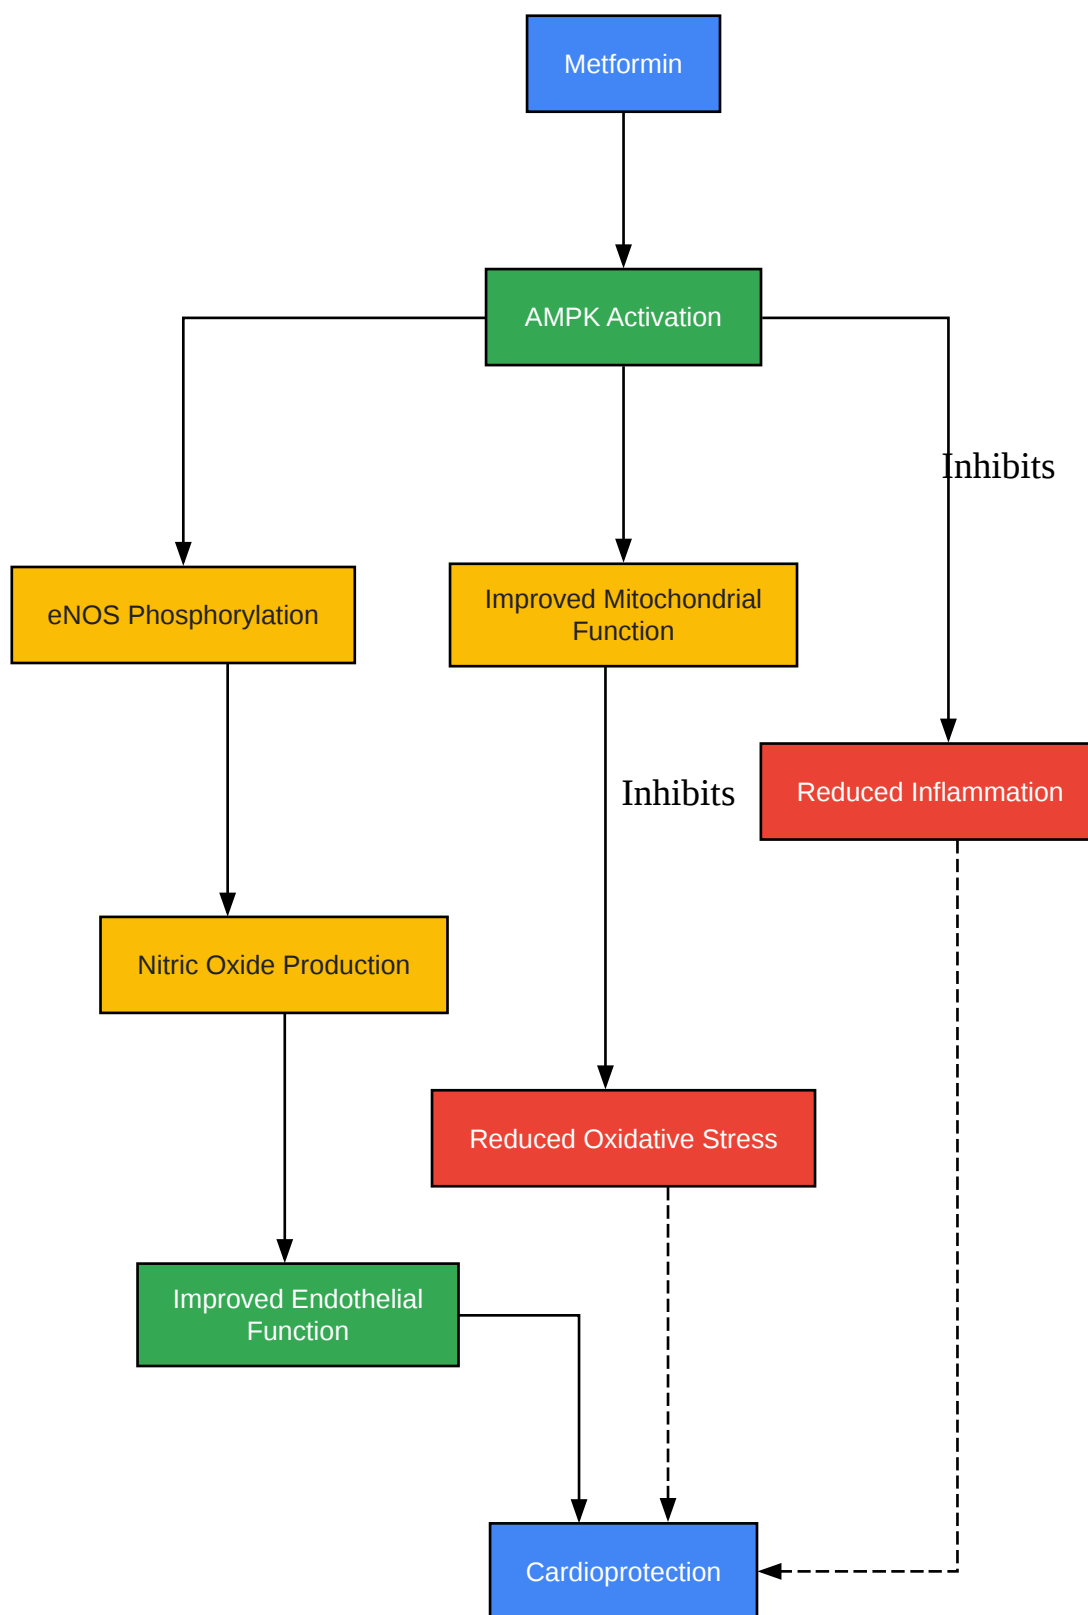 Metformin
AMPK Activation
Inhibits
eNOS Phosphorylation
Improved Mitochondrial
Function
Inhibits
Reduced Inflammation
Nitric Oxide Production
Reduced Oxidative Stress
Improved Endothelial
Function
Cardioprotection